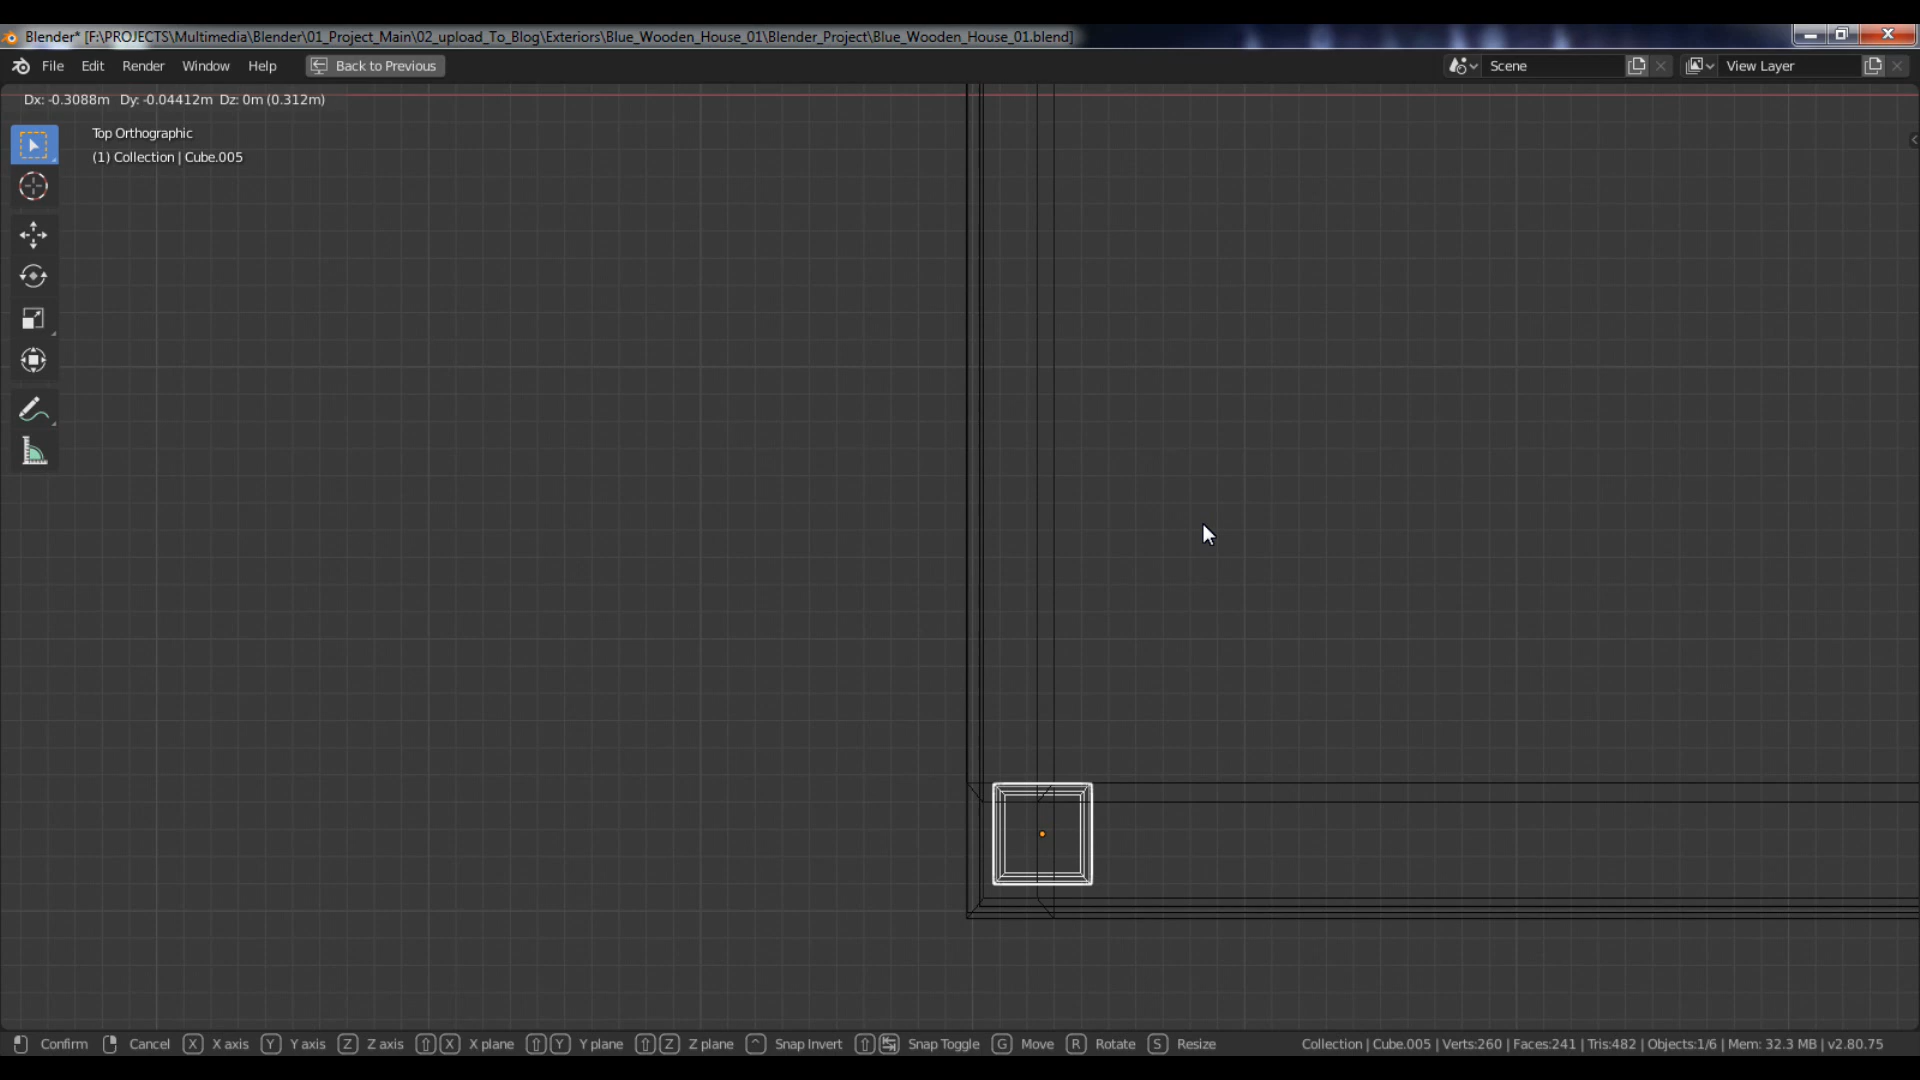 Blender* [F:\PROJECTS\Multimedia\Blender\01_Project_Main\02_upload_To_Blog\Exteriors\Blue_Wooden_House_01\Blender_Project\Blue_Wooden_House_01.blend]
File Edit Render Window Help Back to Previous Scene View Layer
Dx: -0.3088m Dy: -0.04412m Dz: 0m (0.312m)
Top Orthographic
(1) Collection | Cube.005
Confirm Cancel X X axis Y Y axis Z Z axis X X plane Y Y plane Z Z plane ^ Snap Invert Snap Toggle G Move R Rotate S Resize Collection | Cube.005 | Verts:260 | Faces:241 | Tris:482 | Objects:1/6 | Mem: 32.3 MB | v2.80.75